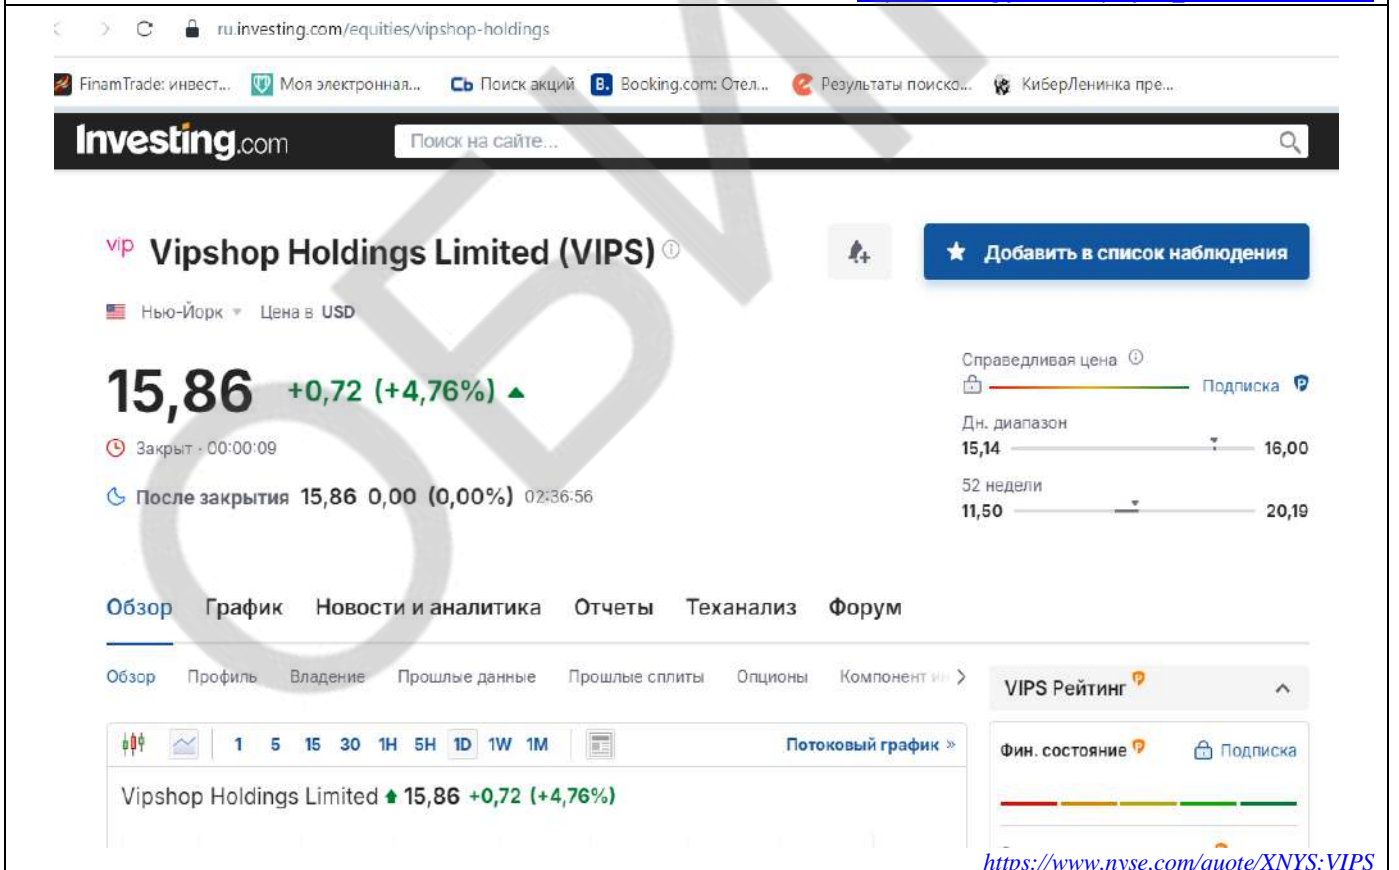 ru.investing.com/equities/vipshop-holdings
FinamTrade: инвест... Моя электронная... Сь Поиск акций B. Booking.com: Отел... Результаты поиско... КиберЛенинка пре...
Investing.com Поиск на сайте...
vip Vipshop Holdings Limited (VIPS)
Добавить в список наблюдения
Нью-Йорк Цена в USD
15,86 +0,72 (+4,76%)
Закрыт · 00:00:09
После закрытия 15,86 0,00 (0,00%) 02:36:56
Справедливая цена
Подписка
Дн. диапазон
15,14 16,00
52 недели
11,50 20,19
Обзор График Новости и аналитика Отчеты Теханализ Форум
Обзор Профиль Владение Прошлые данные Прошлые сплиты Опционы Компонент
VIPS Рейтинг
1 5 15 30 1H 5H 1D 1W 1M Потоковый график »
Фин. состояние Подписка
Vipshop Holdings Limited 15,86 +0,72 (+4,76%)
https://www.nyse.com/quote/XNYS:VIPS